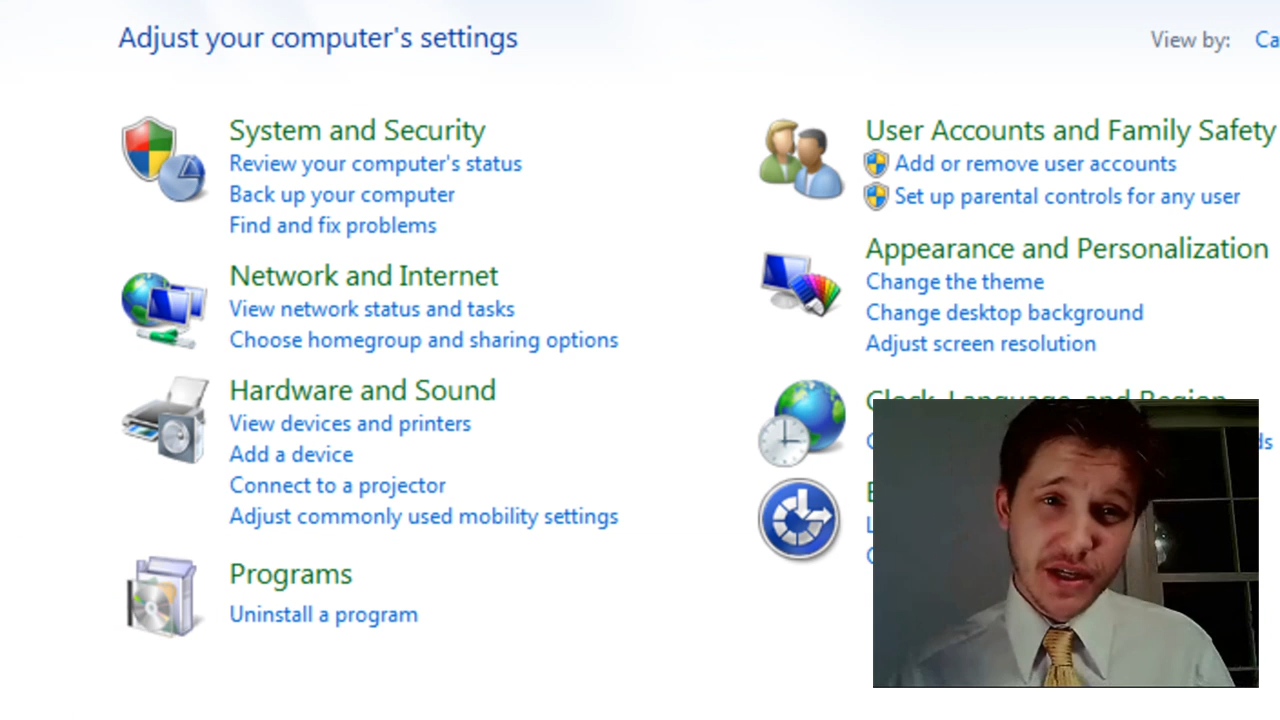 Adjust your computer's settings
View by:
System and Security
Review your computer's status
Back up your computer
Find and fix problems
Network and Internet
View network status and tasks
Choose homegroup and sharing options
Hardware and Sound
View devices and printers
Add a device
Connect to a projector
Adjust commonly used mobility settings
Programs
Uninstall a program
User Accounts and Family Safety
Add or remove user accounts
Set up parental controls for any user
Appearance and Personalization
Change the theme
Change desktop background
Adjust screen resolution
Clock, Language, and Region